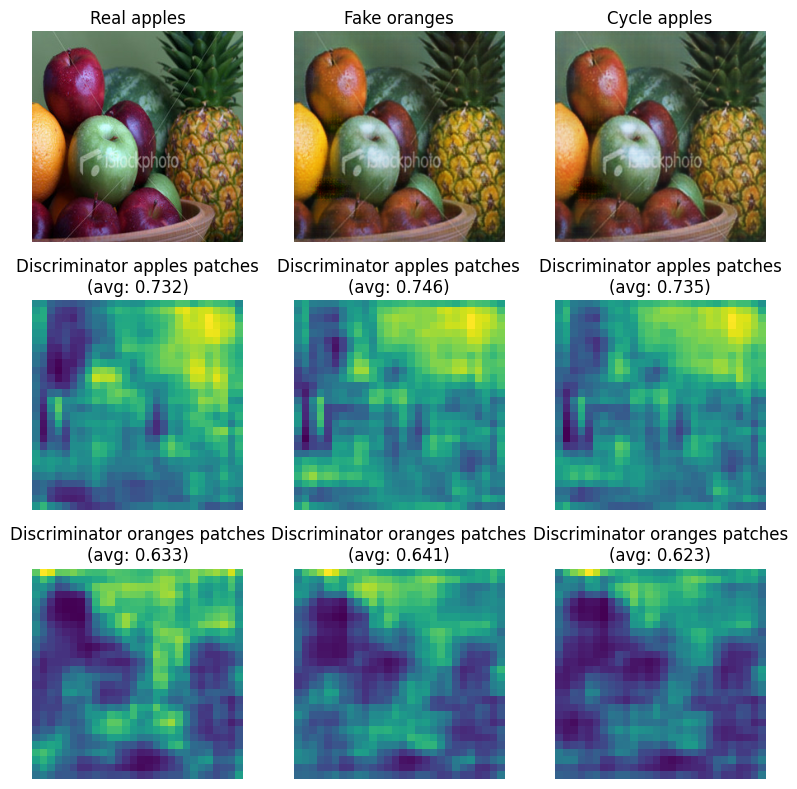 Real apples
Fake oranges
Cycle apples
iStockphoto
iStockphoto
iStockphoto
Discriminator apples patches
(avg: 0.732)
Discriminator apples patches
(avg: 0.746)
Discriminator apples patches
(avg: 0.735)
Discriminator oranges patches
(avg: 0.633)
Discriminator oranges patches
(avg: 0.641)
Discriminator oranges patches
(avg: 0.623)